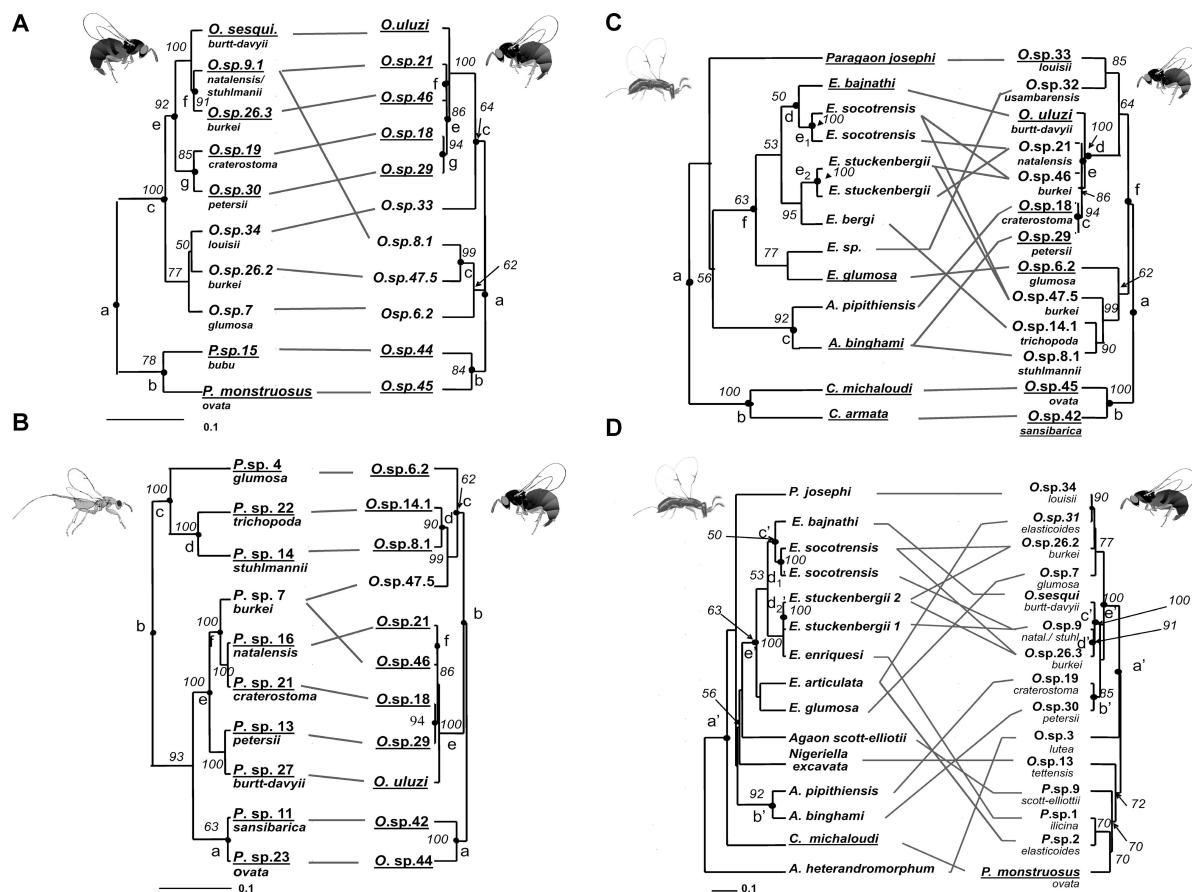 A
O. sesqui.
burtt-davyii
O.sp.9.1
natalensis/
stuhlmanii
O.sp.26.3
burkei
O.sp.19
craterostoma
O.sp.30
petersii
O.sp.34
louisii
O.sp.26.2
burkei
O.sp.7
glumosa
P.sp.15
bubu
P. monstruosus
ovata
100
92
91
f
e
85
g
100
c
50
77
a
78
b
0.1
O.uluzi
O.sp.21
O.sp.46
O.sp.18
O.sp.29
O.sp.33
O.sp.8.1
O.sp.47.5
Osp.6.2
O.sp.44
O.sp.45
100
f
64
86
e
c
94
g
99
c
62
a
84
b
B
P.sp. 4
glumosa
P.sp. 22
trichopoda
P. sp. 14
stuhlmannii
P. sp. 7
burkei
P. sp. 16
natalensis
P. sp. 21
craterostoma
P. sp. 13
petersii
P. sp. 27
burtt-davyii
P. sp. 11
sansibarica
P. sp.23
ovata
100
c
100
d
b
100
f
100
100
e
100
93
63
a
0.1
O.sp.6.2
O.sp.14.1
O.sp.8.1
O.sp.47.5
O.sp.21
O.sp.46
O.sp.18
O.sp.29
O. uluzi
O.sp.42
O. sp.44
62
c
90
d
99
b
f
86
94
100
e
100
a
C
Paragaon josephi
E. bajnathi
E. socotrensis
E. socotrensis
E. stuckenbergii
E. stuckenbergii
E. bergi
E. sp.
E. glumosa
A. pipithiensis
A. binghami
C. michaloudi
C. armata
50
d
100
e1
53
e2
100
95
63
f
77
a
56
92
c
100
b
O.sp.33
louisii
O.sp.32
usambarensis
O. uluzi
burtt-davyii
O.sp.21
natalensis
O.sp.46
burkei
O.sp.18
craterostoma
O.sp.29
petersii
O.sp.6.2
glumosa
O.sp.47.5
burkei
O.sp.14.1
trichopoda
O.sp.8.1
stuhlmannii
O.sp.45
ovata
O.sp.42
sansibarica
85
64
100
d
e
86
94
c
f
62
a
99
90
100
b
D
P. josephi
E. bajnathi
E. socotrensis
E. socotrensis
E. stuckenbergii 2
E. stuckenbergii 1
E. enriquesi
E. articulata
E. glumosa
Agaon scott-elliotii
Nigeriella
excavata
A. pipithiensis
A. binghami
C. michaloudi
A. heterandromorphum
c'
50
100
53
d1
d2'
100
100
63
e'
56
a'
92
b'
0.1
O.sp.34
louisii
O.sp.31
elasticoides
O.sp.26.2
burkei
O.sp.7
glumosa
O.sesqui
burtt-davyii
O.sp.9
natal./ stuhl
O.sp.26.3
burkei
O.sp.19
craterostoma
O.sp.30
petersii
O.sp.3
lutea
O.sp.13
tettensis
P.sp.9
scott-elliottii
P.sp.1
ilicina
P.sp.2
elasticoides
P. monstruosus
ovata
90
77
100
c'
e'
100
d'
91
a'
85
b'
72
70
70